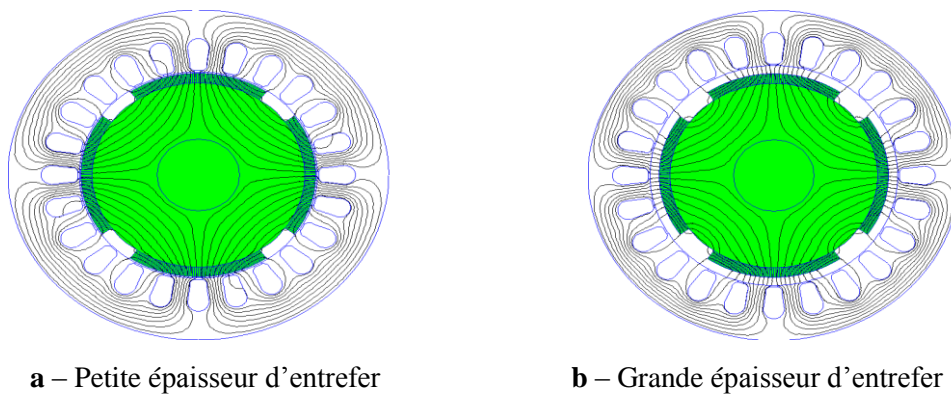 a – Petite épaisseur d’entrefer
b – Grande épaisseur d’entrefer